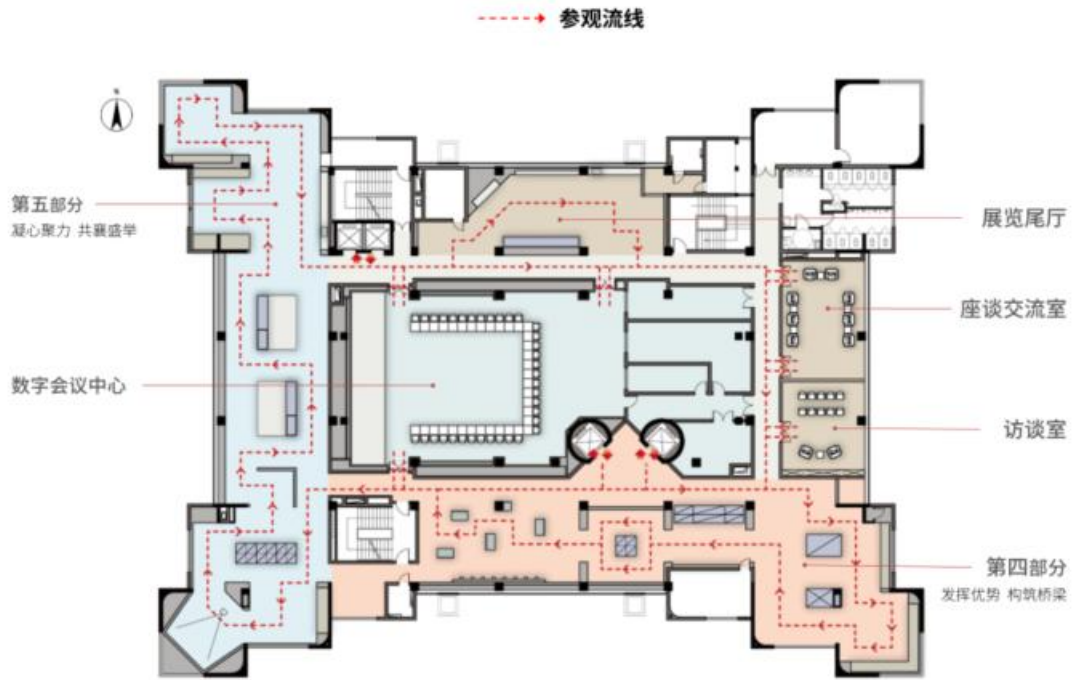 参观流线
N
第五部分
凝心聚力 共襄盛举
展览尾厅
座谈交流室
数字会议中心
访谈室
第四部分
发挥优势 构筑桥梁